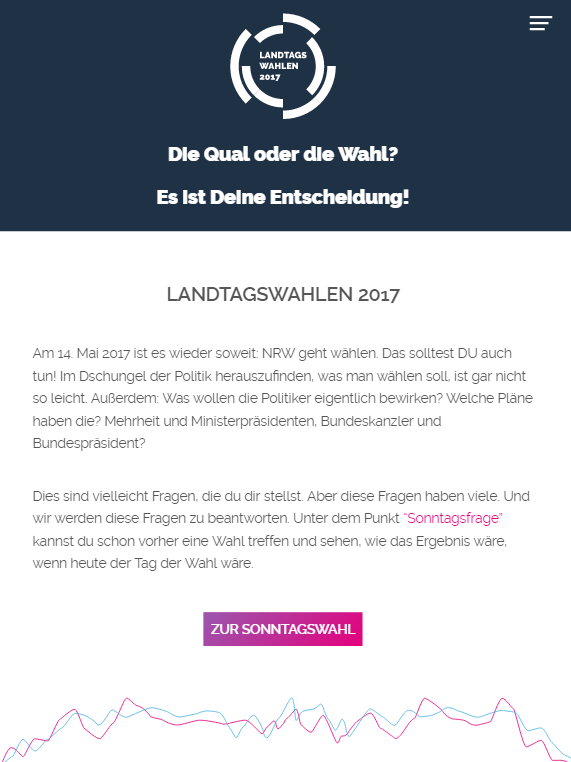 LANDTAGS
WAHLEN
2017
Die Qual oder die Wahl?
Es ist Deine Entscheidung!
LANDTAGSWAHLEN 2017
Am 14. Mai 2017 ist es wieder soweit: NRW geht wählen. Das solltest DU auch
tun! Im Dschungel der Politik herauszufinden, was man wählen soll, ist gar nicht
so leicht. Außerdem: Was wollen die Politiker eigentlich bewirken? Welche Pläne
haben die? Mehrheit und Ministerpräsidenten, Bundeskanzler und
Bundespräsident?
Dies sind vielleicht Fragen, die du dir stellst. Aber diese Fragen haben viele. Und
wir werden diese Fragen zu beantworten. Unter dem Punkt "Sonntagsfrage"
kannst du schon vorher eine Wahl treffen und sehen, wie das Ergebnis wäre,
wenn heute der Tag der Wahl wäre.
ZUR SONNTAGSWAHL